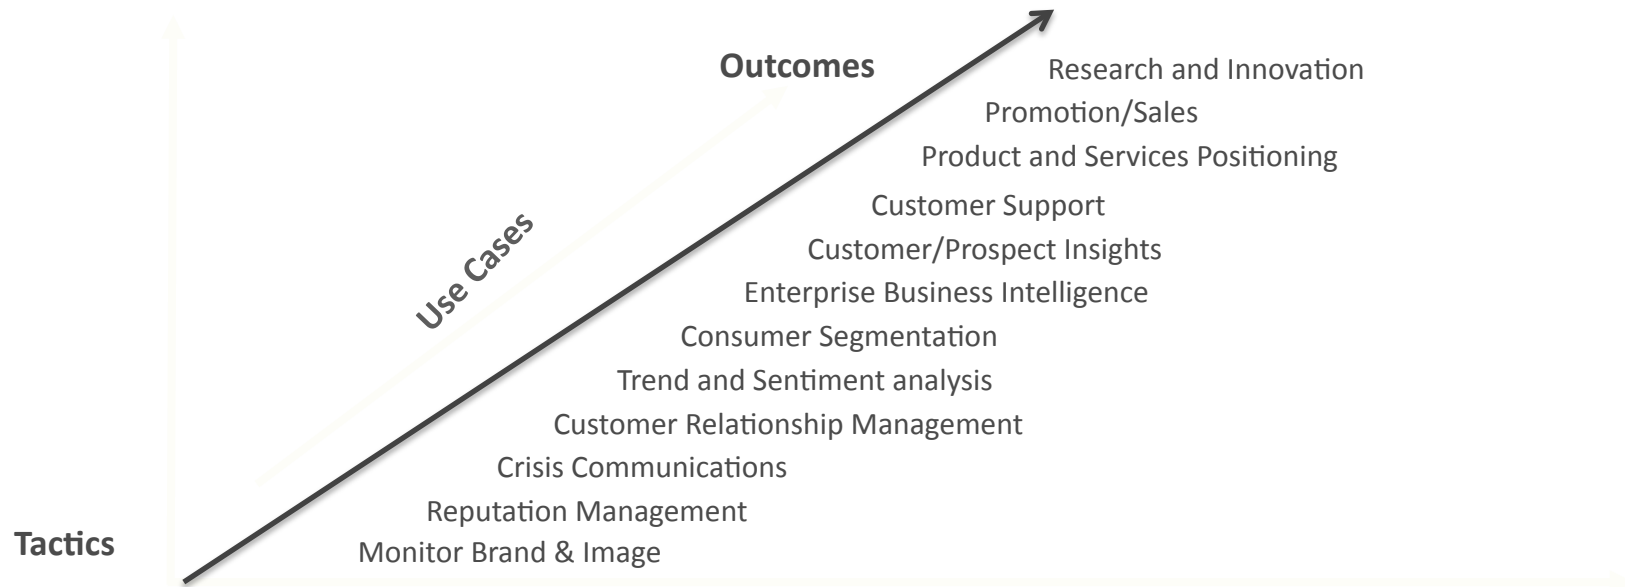 Outcomes
Research and Innovation
Promotion/Sales
Product and Services Positioning
Customer Support
Use Cases
Customer/Prospect Insights
Enterprise Business Intelligence
Consumer Segmentation
Trend and Sentiment analysis
Customer Relationship Management
Crisis Communications
Reputation Management
Tactics
Monitor Brand & Image